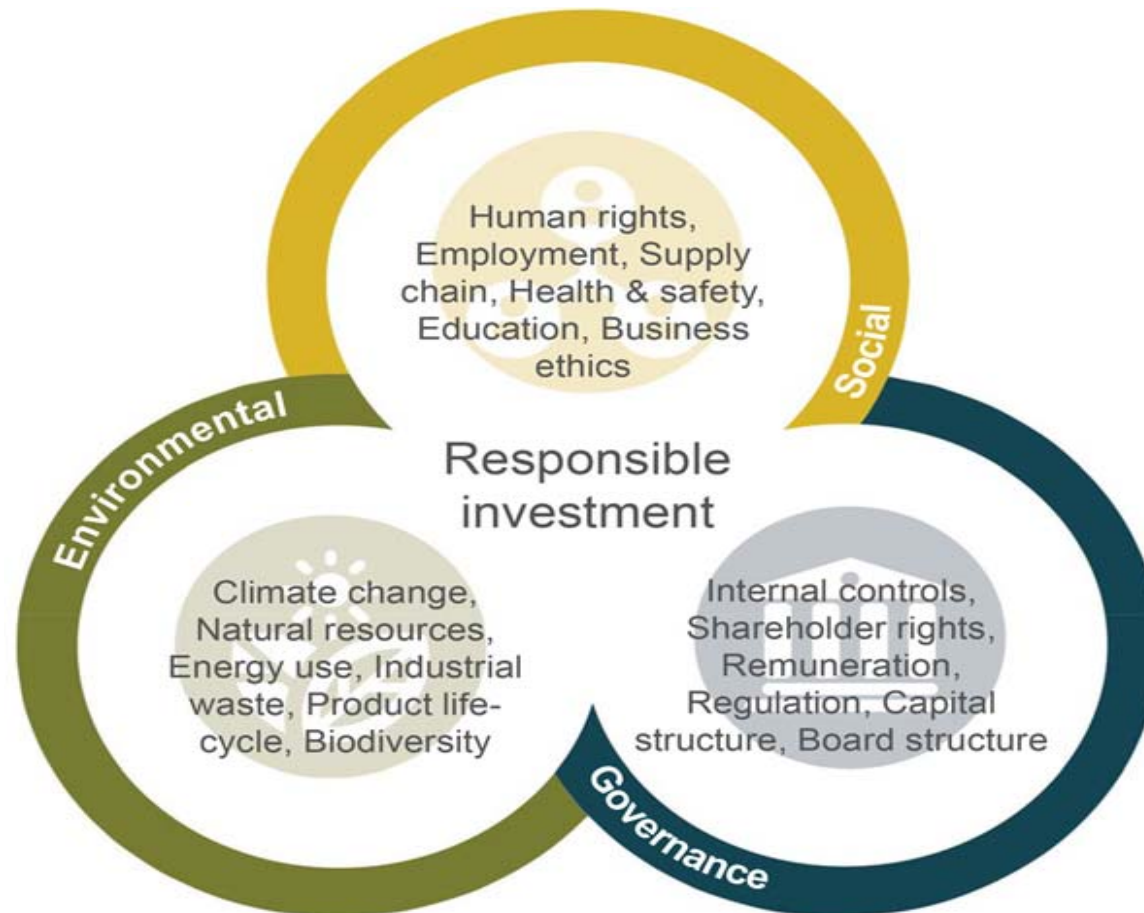 Human rights,
Employment, Supply
chain, Health & safety,
Education, Business
ethics
Social
Environmental
Responsible
investment
Climate change,
Natural resources,
Energy use, Industrial
waste, Product life-
cycle, Biodiversity
Internal controls,
Shareholder rights,
Remuneration,
Regulation, Capital
structure, Board structure
Governance